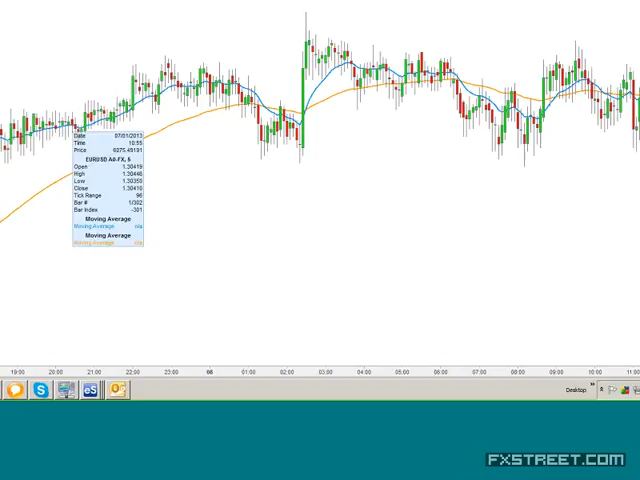 Date 07/01/2013
Time 10:55
Price 6075.49191
EURUSD A0-FX, 5
Open 1.30419
High 1.30446
Low 1.30350
Close 1.30410
Tick Range 96
Bar # 1/302
Bar Index -301
Moving Average
Moving Average n/a
Moving Average
Moving Average n/a
19:00 20:00 21:00 22:00 23:00 08 01:00 02:00 03:00 04:00 05:00 06:00 07:00 08:00 09:00 10:00 11:00
S eS Desktop »
FXSTREET.COM